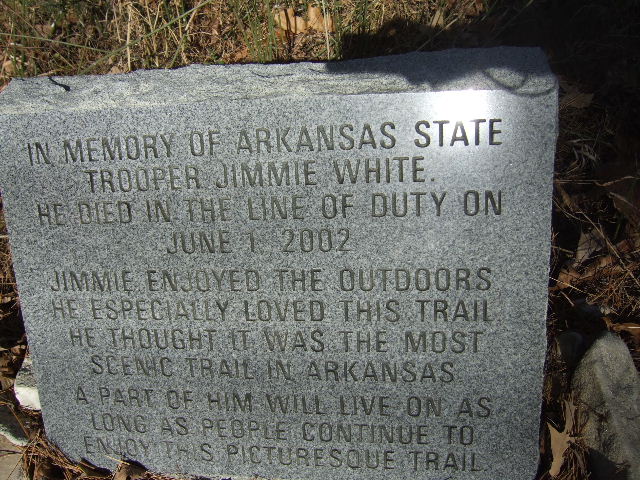 IN MEMORY OF ARKANSAS STATE
TROOPER JIMMIE WHITE.
HE DIED IN THE LINE OF DUTY ON
JUNE 1, 2002
JIMMIE ENJOYED THE OUTDOORS
HE ESPECIALLY LOVED THIS TRAIL
HE THOUGHT IT WAS THE MOST
SCENIC TRAIL IN ARKANSAS
A PART OF HIM WILL LIVE ON AS
LONG AS PEOPLE CONTINUE TO
ENJOY THIS PICTURESQUE TRAIL